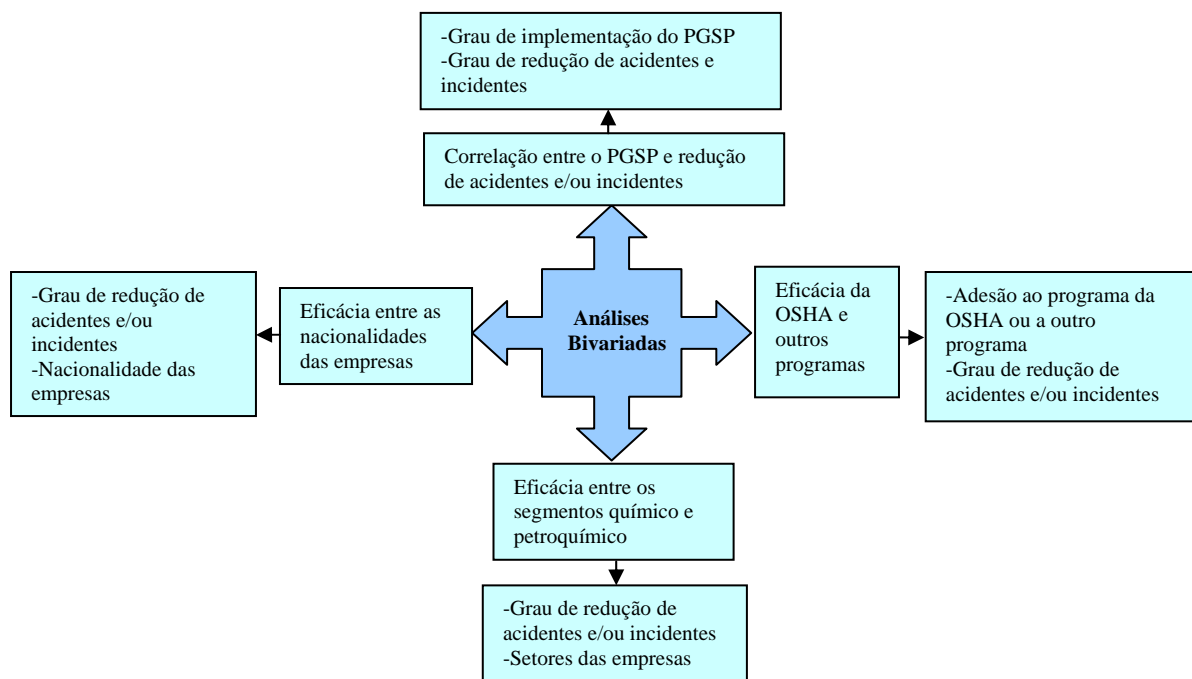 -Grau de implementação do PGSP
-Grau de redução de acidentes e
incidentes
Correlação entre o PGSP e redução
de acidentes e/ou incidentes
-Grau de redução de
acidentes e/ou
incidentes
-Nacionalidade das
empresas
Eficácia entre as
nacionalidades
das empresas
Análises
Bivariadas
Eficácia da
OSHA e
outros
programas
-Adesão ao programa da
OSHA ou a outro
programa
-Grau de redução de
acidentes e/ou incidentes
Eficácia entre os
segmentos químico e
petroquímico
-Grau de redução de
acidentes e/ou incidentes
-Setores das empresas